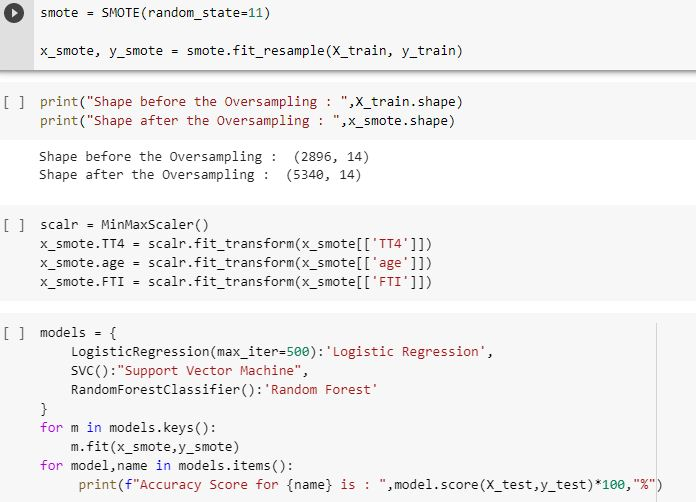 smote = SMOTE(random_state=11)
x_smote, y_smote = smote.fit_resample(X_train, y_train)
[ ] print("Shape before the Oversampling : ",X_train.shape)
print("Shape after the Oversampling : ",x_smote.shape)
Shape before the Oversampling :  (2896, 14)
Shape after the Oversampling :  (5340, 14)
[ ] scalr = MinMaxScaler()
x_smote.TT4 = scalr.fit_transform(x_smote[['TT4']])
x_smote.age = scalr.fit_transform(x_smote[['age']])
x_smote.FTI = scalr.fit_transform(x_smote[['FTI']])
[ ] models = {
    LogisticRegression(max_iter=500):'Logistic Regression',
    SVC():"Support Vector Machine",
    RandomForestClassifier():'Random Forest'
}
for m in models.keys():
    m.fit(x_smote,y_smote)
for model,name in models.items():
     print(f"Accuracy Score for {name} is : ",model.score(X_test,y_test)*100,"%")